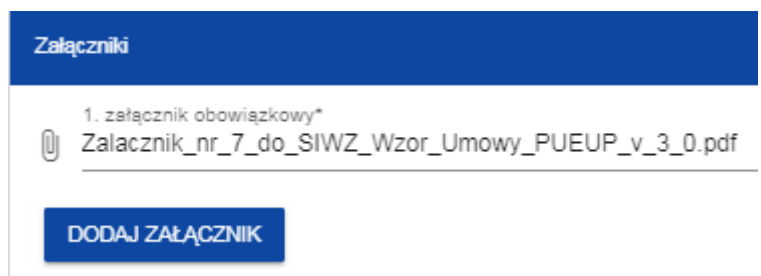 Załączniki
1. załącznik obowiązkowy*
Zalacznik_nr_7_do_SIWZ_Wzor_Umowy_PUEUP_v_3_0.pdf
DODAJ ZAŁĄCZNIK